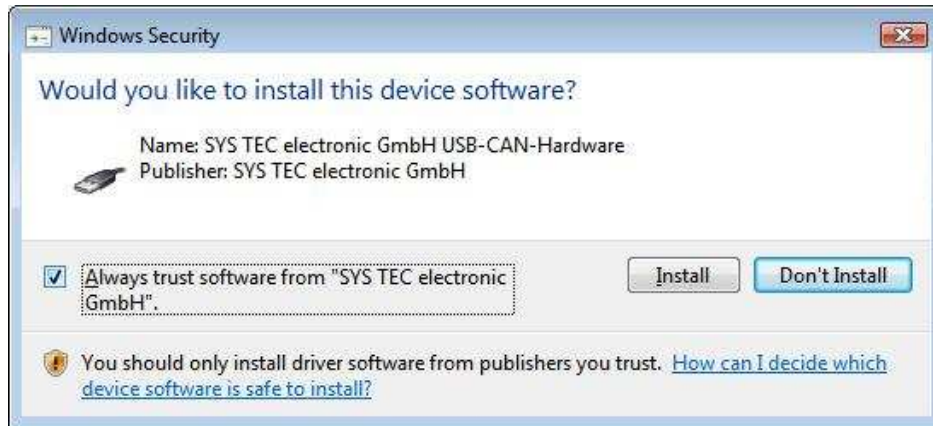 Windows Security
Would you like to install this device software?
Name: SYS TEC electronic GmbH USB-CAN-Hardware
Publisher: SYS TEC electronic GmbH
Always trust software from "SYS TEC electronic
GmbH".
Install
Don't Install
You should only install driver software from publishers you trust. How can I decide which
device software is safe to install?